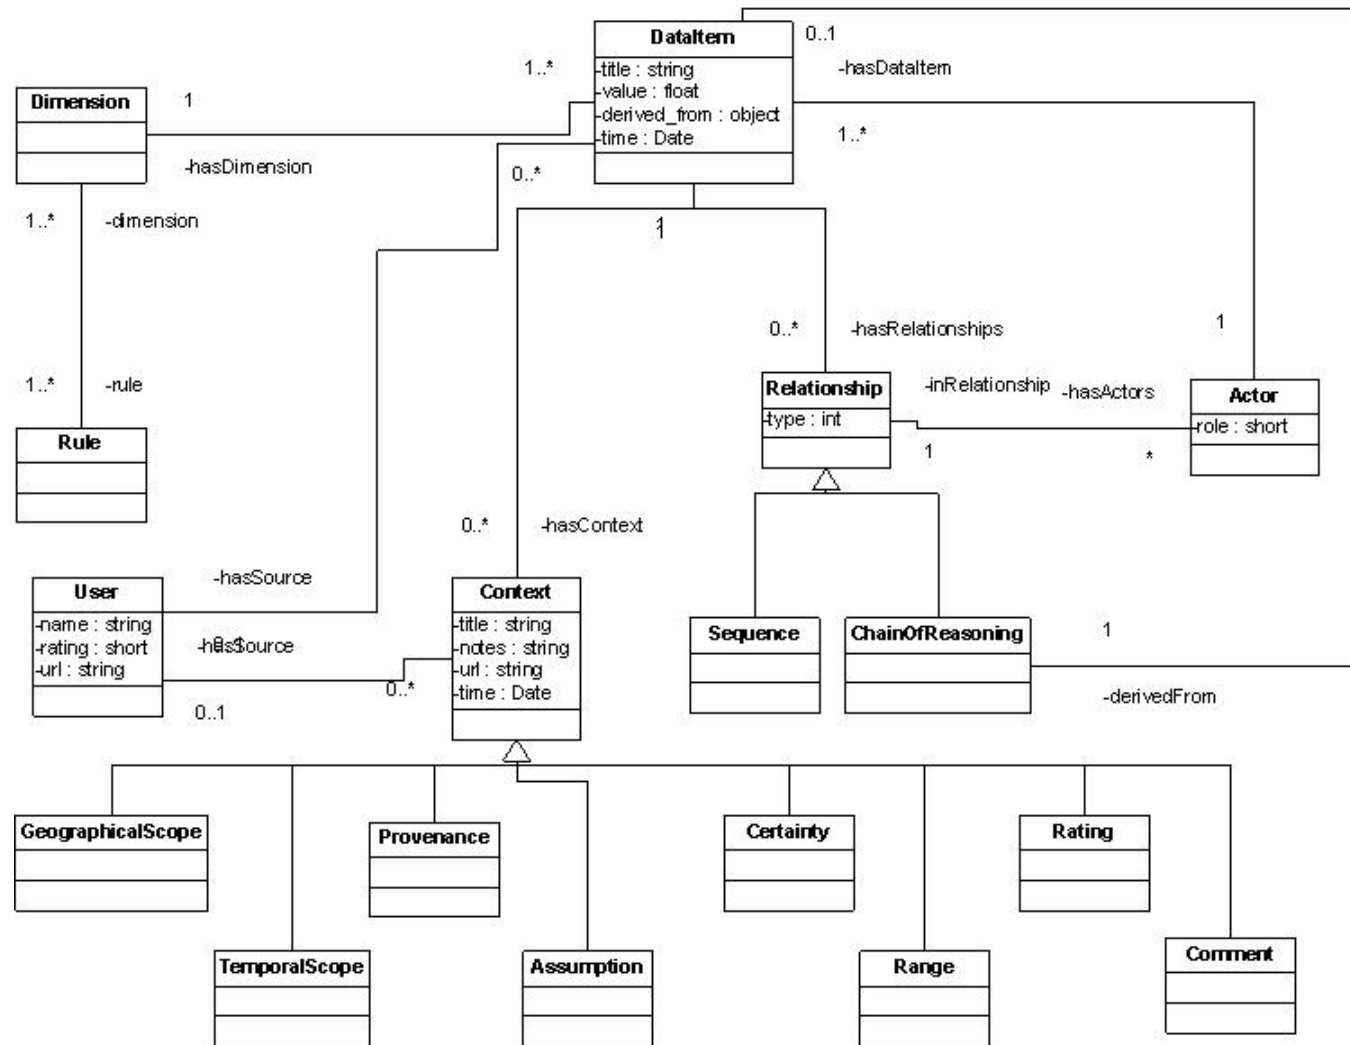 DataItem
-title : string
-value : float
-derived_from : object
-time : Date
0..1
-hasDataItem
1..*
1..*
Dimension
1
-hasDimension
0..*
1..*
-dimension
1
1
0..*
-hasRelationships
1
1..*
-rule
Rule
Relationship
-type : int
-inRelationship
-hasActors
1
*
Actor
-role : short
0..*
-hasContext
-hasSource
User
-name : string
-rating : short
-url : string
-hasSource
0..1
0..*
Context
-title : string
-notes : string
-url : string
-time : Date
Sequence
ChainOfReasoning
1
-derivedFrom
GeographicalScope
Provenance
Certainty
Rating
TemporalScope
Assumption
Range
Comment